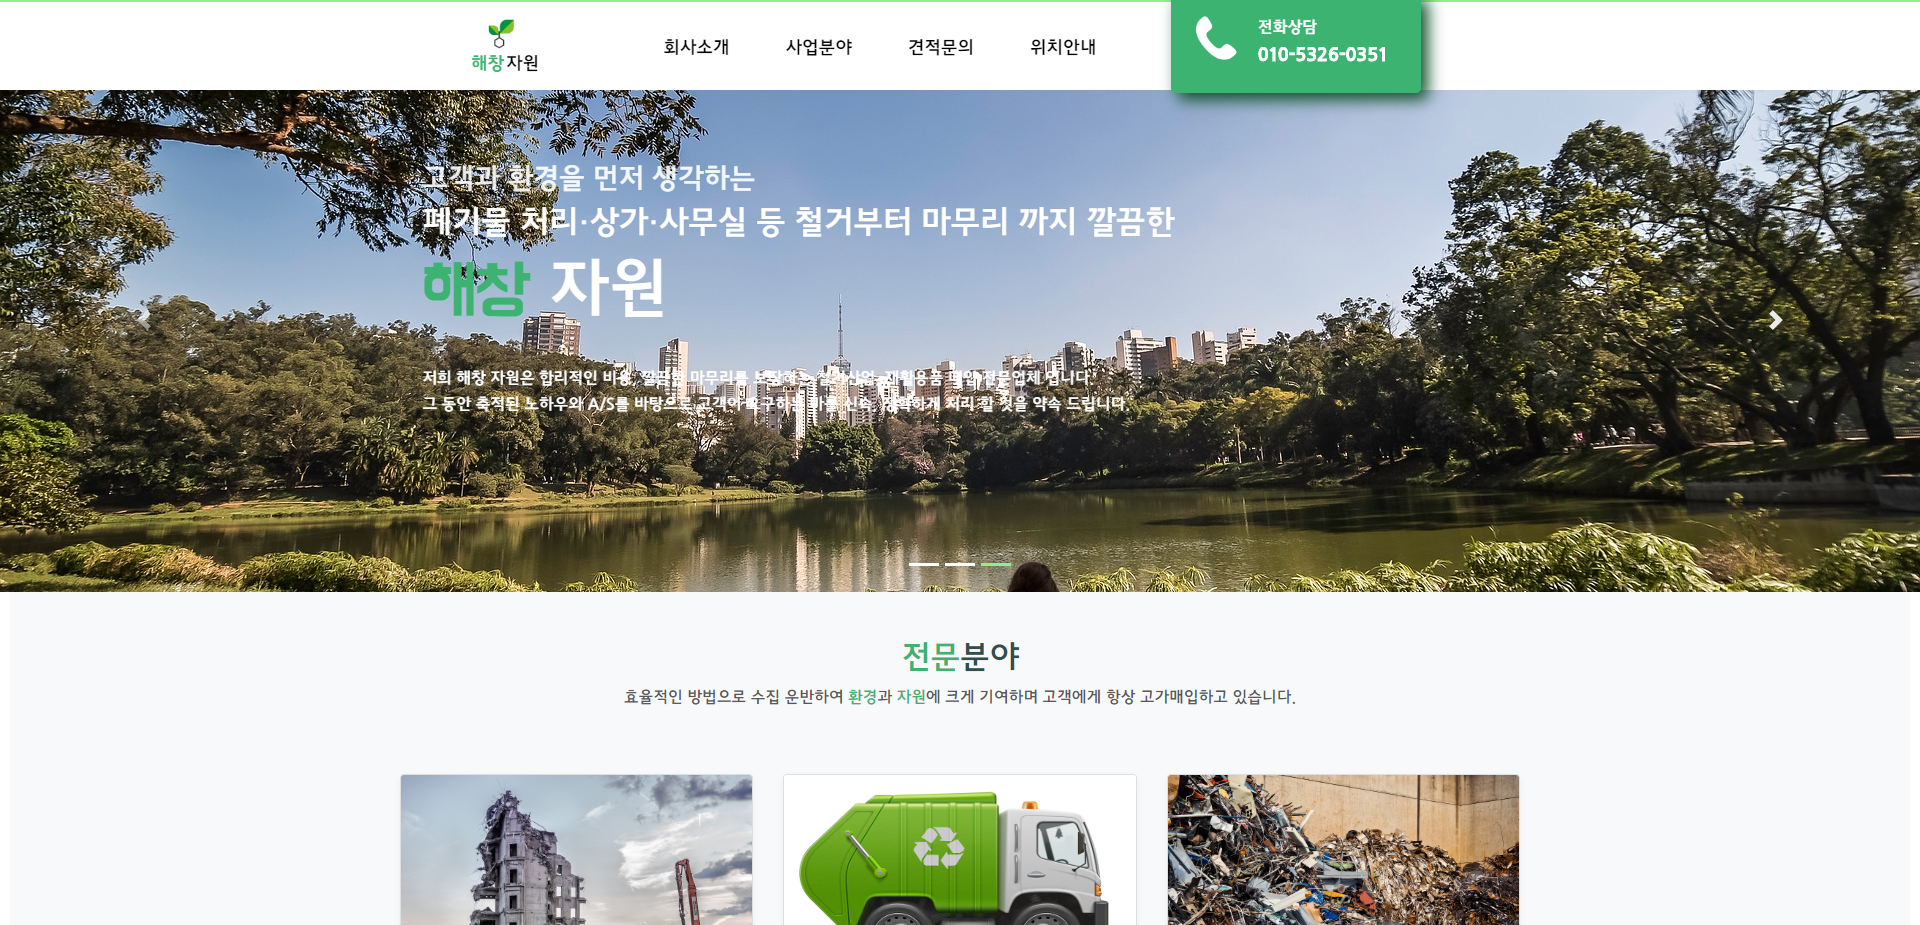 해창자원
회사소개
사업분야
견적문의
위치안내
전화상담
010-5326-0351
고객과 환경을 먼저 생각하는
폐기물 처리·상가·사무실 등 철거부터 마무리 까지 깔끔한
해창 자원
저희 해창 자원은 합리적인 비용, 깔끔한 마무리를 보장하는 철거사업, 재활용품 매입 전문업체 입니다.
그 동안 축적된 노하우와 A/S를 바탕으로 고객이 요구하는 바를 신속, 정확하게 처리 할 것을 약속 드립니다.
전문분야
효율적인 방법으로 수집 운반하여 환경과 자원에 크게 기여하며 고객에게 항상 고가매입하고 있습니다.